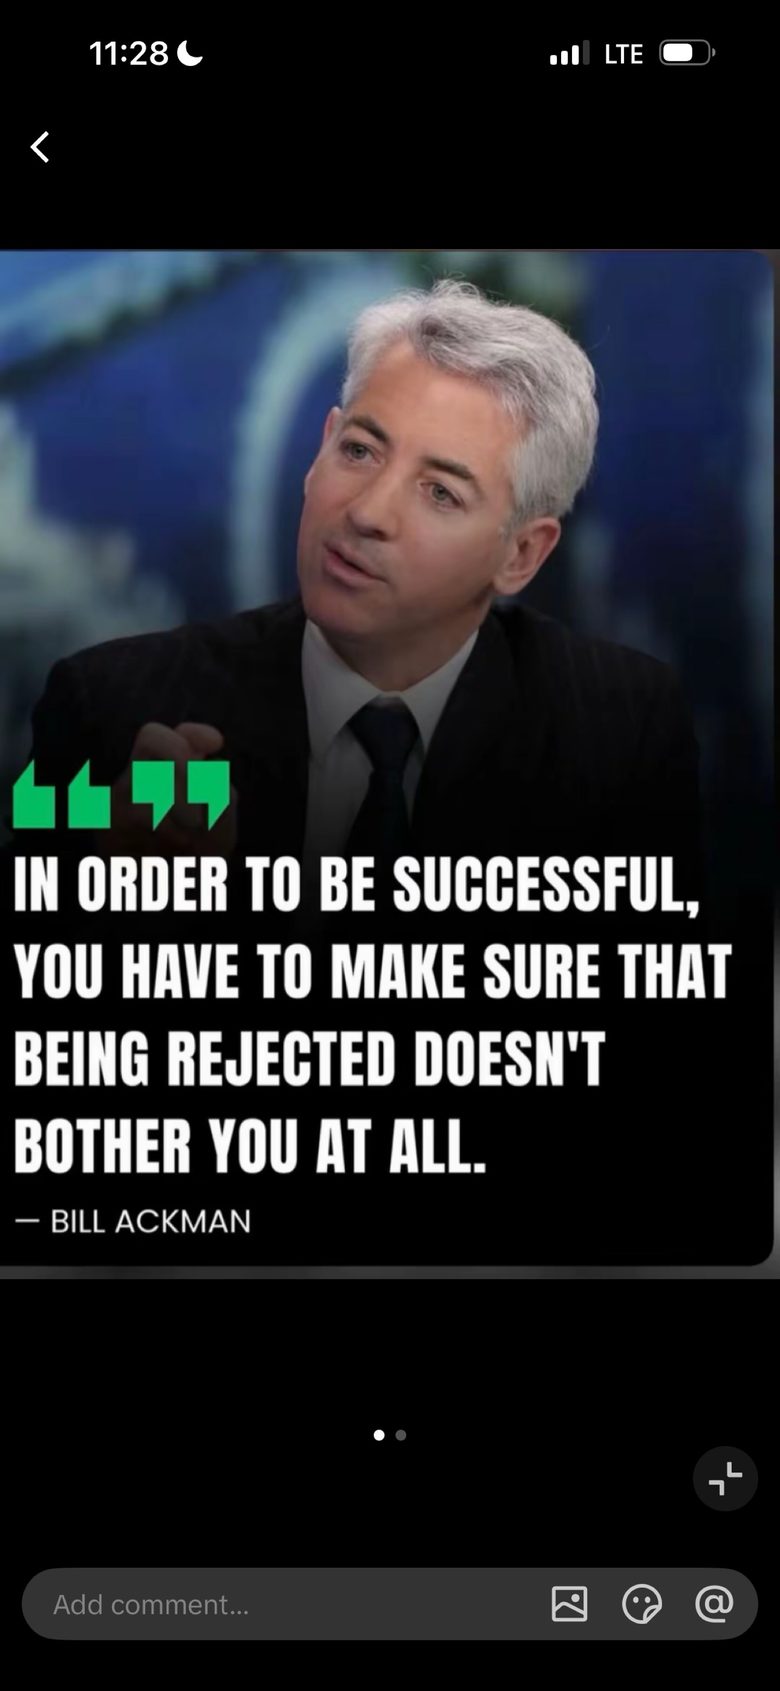 11:28
LTE
IN ORDER TO BE SUCCESSFUL,
YOU HAVE TO MAKE SURE THAT
BEING REJECTED DOESN'T
BOTHER YOU AT ALL.
— BILL ACKMAN
Add comment...